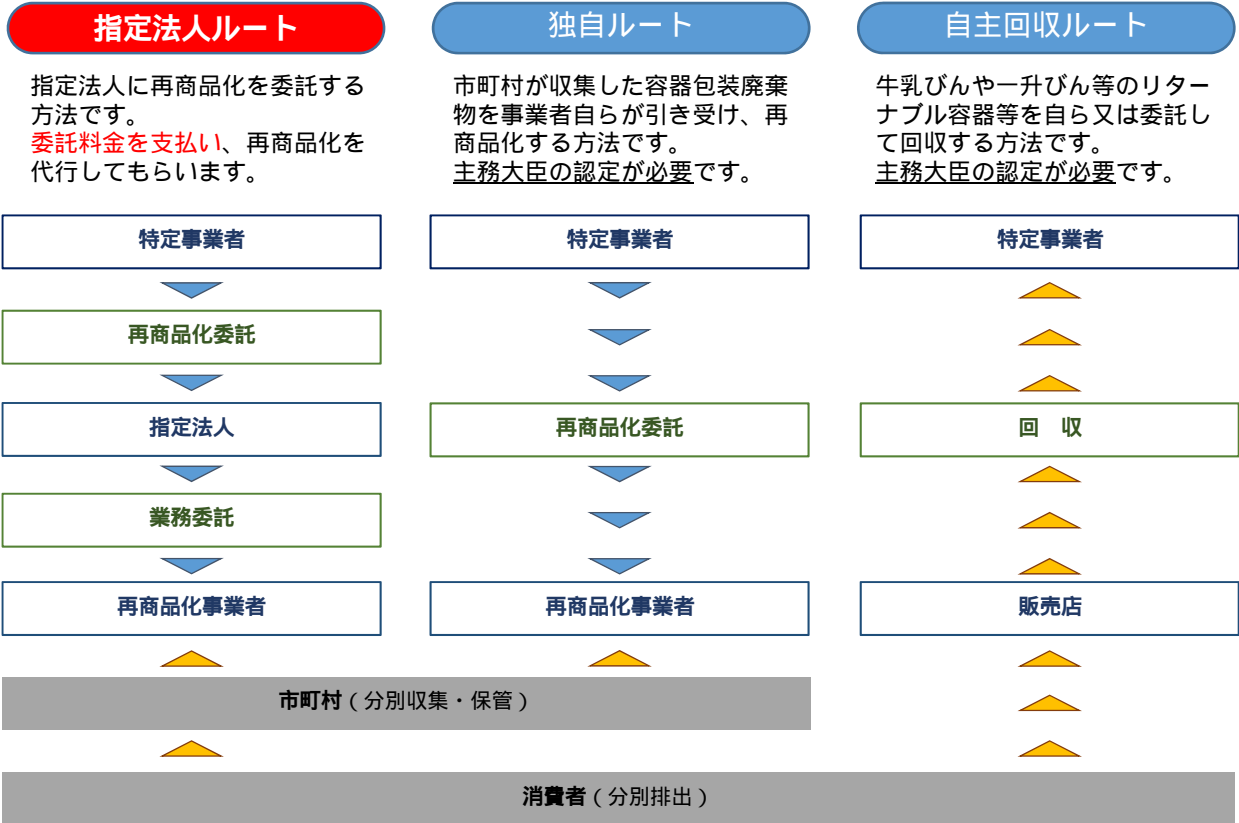 指定法人ルート
指定法人に再商品化を委託する
方法です。
委託料金を支払い、再商品化を
代行してもらいます。
特定事業者
再商品化委託
指定法人
業務委託
再商品化事業者
独自ルート
市町村が収集した容器包装廃棄
物を事業者自らが引き受け、再
商品化する方法です。
主務大臣の認定が必要です。
特定事業者
再商品化委託
再商品化事業者
自主回収ルート
牛乳びんや一升びん等のリター
ナブル容器等を自ら又は委託し
て回収する方法です。
主務大臣の認定が必要です。
特定事業者
回　収
販売店
市町村（分別収集・保管）
消費者（分別排出）